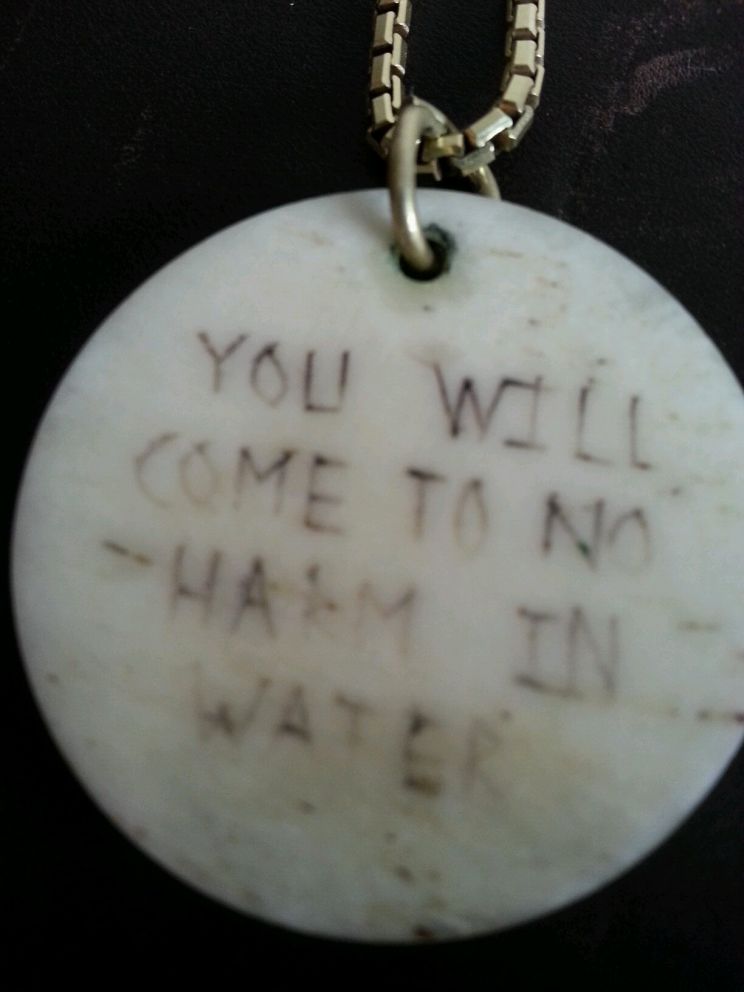 YOU WILL
COME TO NO
HARM IN
WATER